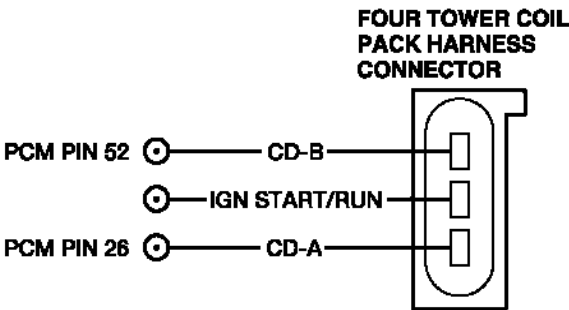 FOUR TOWER COIL
PACK HARNESS
CONNECTOR
PCM PIN 52 CD-B
IGN START/RUN
PCM PIN 26 CD-A